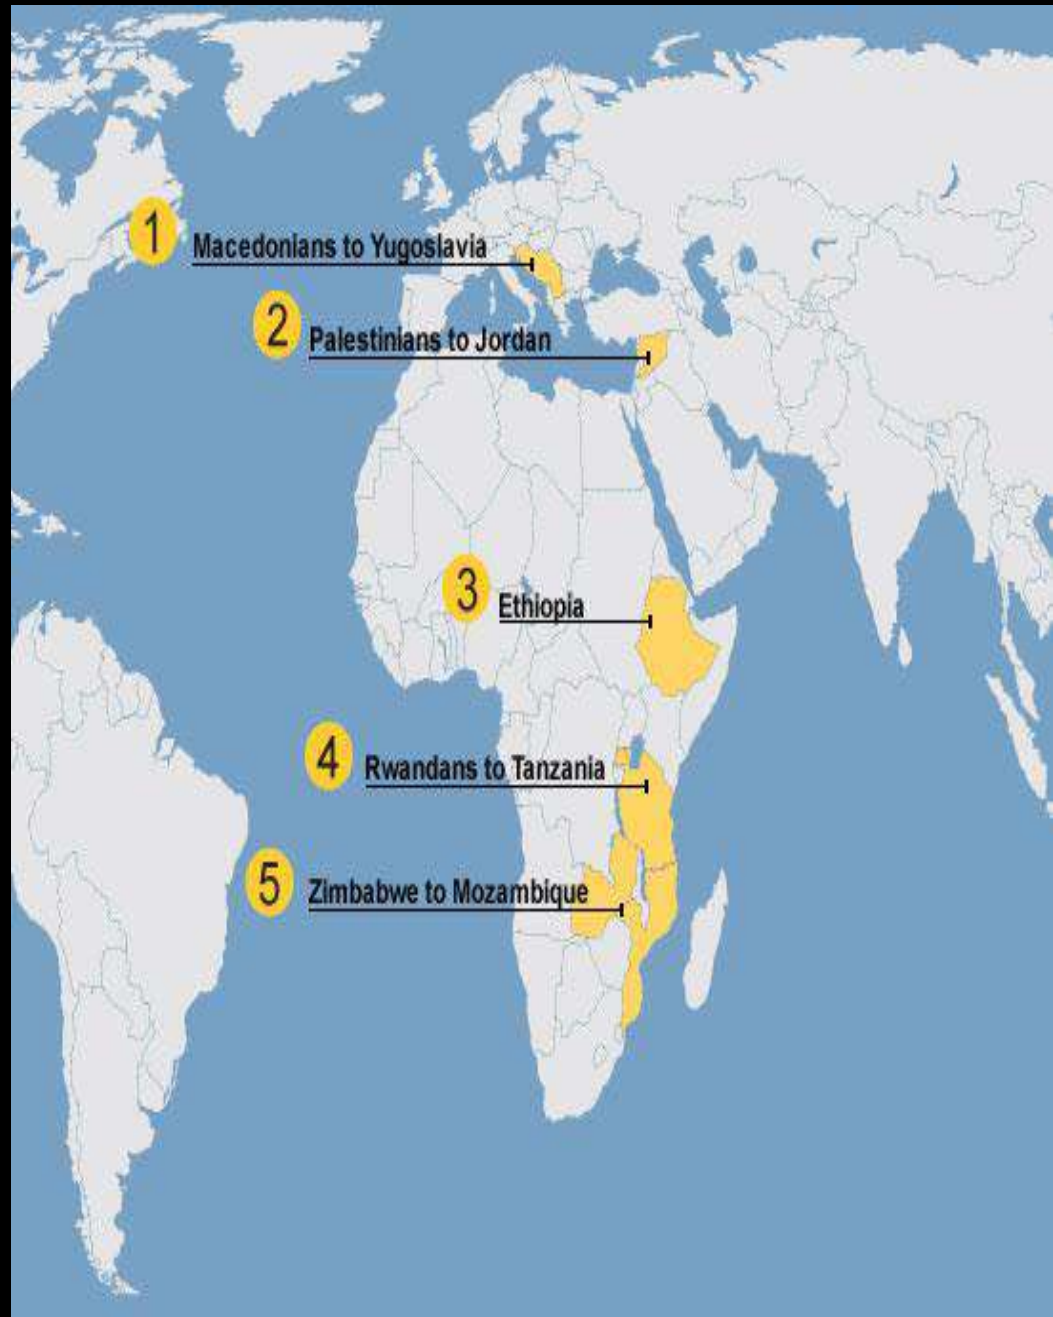 1
Macedonians to Yugoslavia
2
Palestinians to Jordan
3
Ethiopia
4
Rwandans to Tanzania
5
Zimbabwe to Mozambique